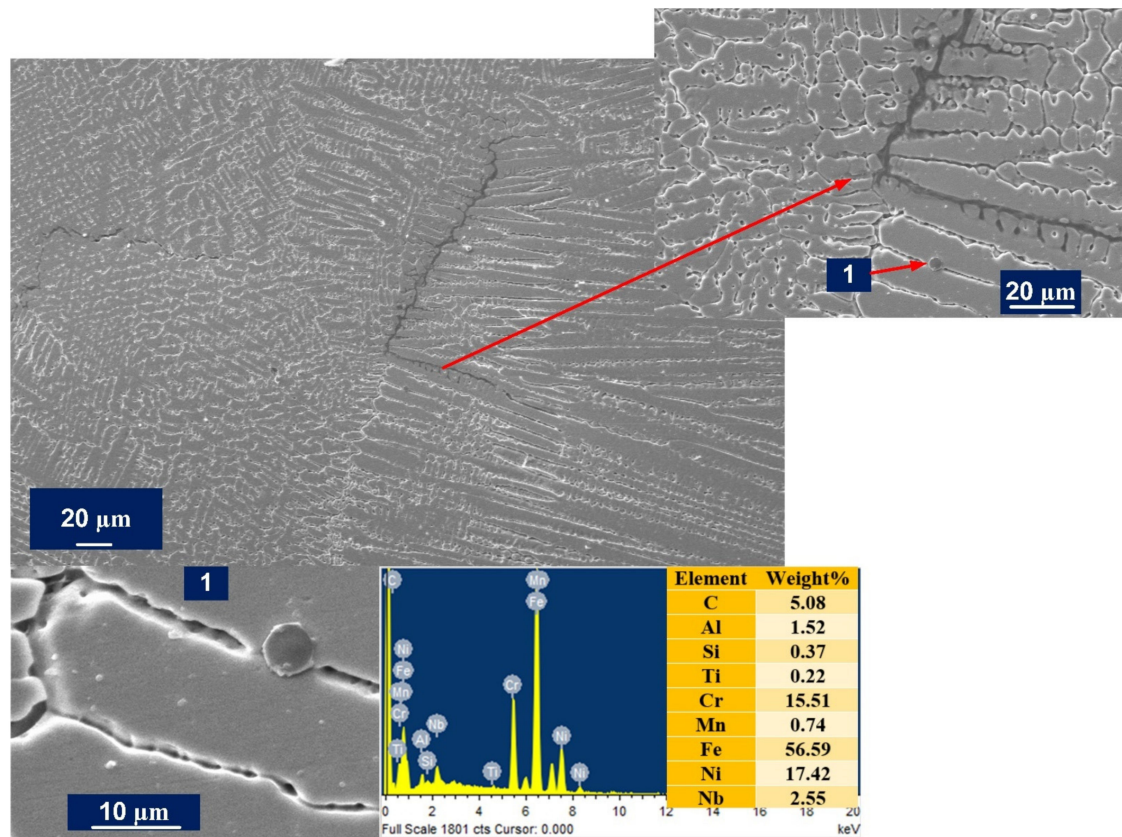 1
20 µm
20 µm
1
10 µm
C
Ni
Fe
Mn
Cr
Ti
Al
Si
Nb
Ti
Cr
Mn
Fe
Ni
Ni
0 2 4 6 8 10 12 14 16 18 20
Full Scale 1801 cts Cursor: 0.000 keV
Element Weight%
C 5.08
Al 1.52
Si 0.37
Ti 0.22
Cr 15.51
Mn 0.74
Fe 56.59
Ni 17.42
Nb 2.55